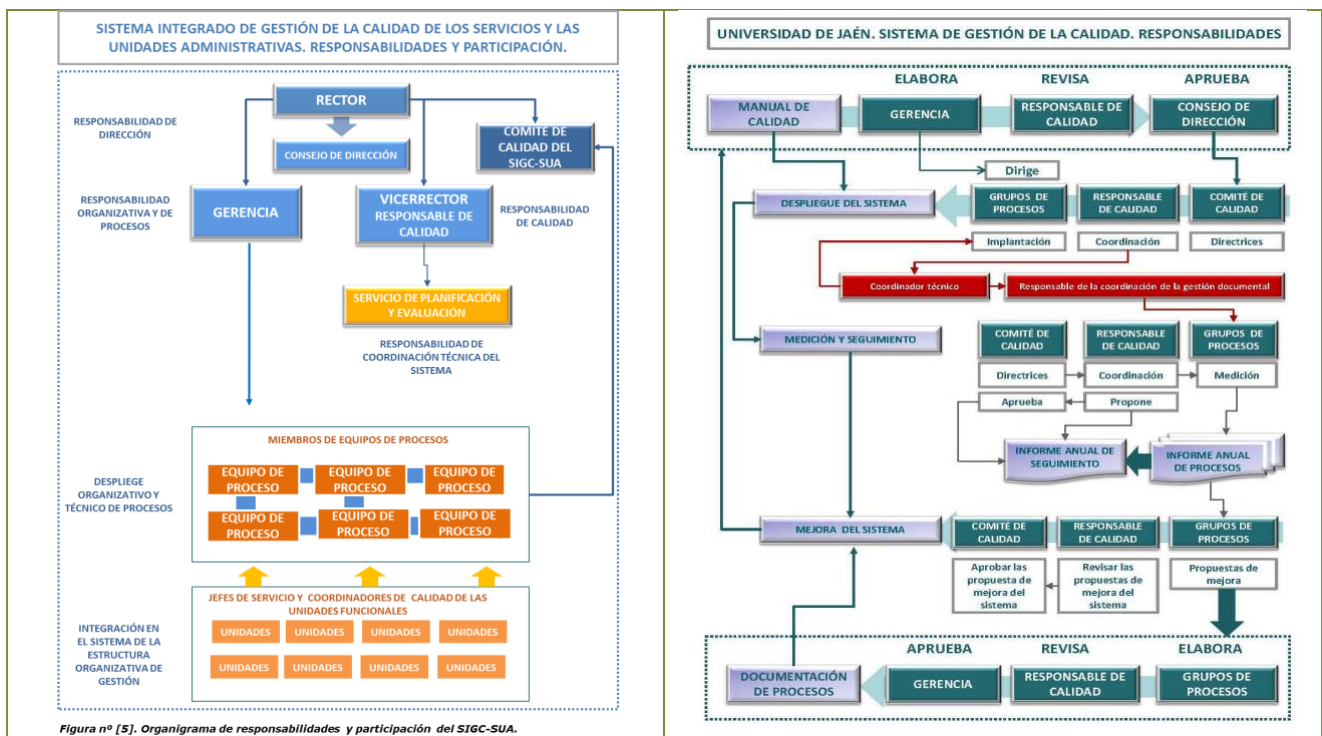 SISTEMA INTEGRADO DE GESTIÓN DE LA CALIDAD DE LOS SERVICIOS Y LAS
UNIDADES ADMINISTRATIVAS. RESPONSABILIDADES Y PARTICIPACIÓN.
RECTOR
RESPONSABILIDAD DE
DIRECCIÓN
CONSEJO DE DIRECCIÓN
COMITÉ DE
CALIDAD DEL
SIGC-SUA
RESPONSABILIDAD
ORGANIZATIVA Y DE
PROCESOS
GERENCIA
VICERRECTOR
RESPONSABLE DE
CALIDAD
RESPONSABILIDAD
DE CALIDAD
SERVICIO DE PLANIFICACIÓN
Y EVALUACIÓN
RESPONSABILIDAD DE
COORDINACIÓN TÉCNICA DEL
SISTEMA
MIEMBROS DE EQUIPOS DE PROCESOS
DESPLIEGE
ORGANIZATIVO Y
TÉCNICO DE PROCESOS
EQUIPO DE
PROCESO
EQUIPO DE
PROCESO
EQUIPO DE
PROCESO
EQUIPO DE
PROCESO
EQUIPO DE
PROCESO
EQUIPO DE
PROCESO
JEFES DE SERVICIO Y COORDINADORES DE CALIDAD DE LAS
UNIDADES FUNCIONALES
INTEGRACIÓN EN
EL SISTEMA DE LA
ESTRUCTURA
ORGANIZATIVA DE
GESTIÓN
UNIDADES UNIDADES UNIDADES UNIDADES
UNIDADES UNIDADES UNIDADES UNIDADES
Figura nº [5]. Organigrama de responsabilidades y participación del SIGC-SUA.
UNIVERSIDAD DE JAÉN. SISTEMA DE GESTIÓN DE LA CALIDAD. RESPONSABILIDADES
ELABORA REVISA APRUEBA
MANUAL DE
CALIDAD
GERENCIA
RESPONSABLE DE
CALIDAD
CONSEJO DE
DIRECCIÓN
Dirige
DESPLIEGUE DEL SISTEMA
GRUPOS DE
PROCESOS
RESPONSABLE
DE CALIDAD
COMITÉ DE
CALIDAD
Implantación Coordinación Directrices
Coordinador técnico
Responsable de la coordinación de la gestión documental
MEDICIÓN Y SEGUIMIENTO
COMITÉ DE
CALIDAD
RESPONSABLE
DE CALIDAD
GRUPOS DE
PROCESOS
Directrices Coordinación Medición
Aprueba Propone
INFORME ANUAL DE
SEGUIMIENTO
INFORME ANUAL
DE PROCESOS
MEJORA DEL SISTEMA
COMITÉ DE
CALIDAD
RESPONSABLE
DE CALIDAD
GRUPOS DE
PROCESOS
Aprobar las
propuesta de
mejora del
sistema
Revisar las
propuestas de
mejora del
sistema
Propuestas de
mejora
APRUEBA REVISA ELABORA
DOCUMENTACIÓN
DE PROCESOS
GERENCIA
RESPONSABLE DE
CALIDAD
GRUPOS DE
PROCESOS